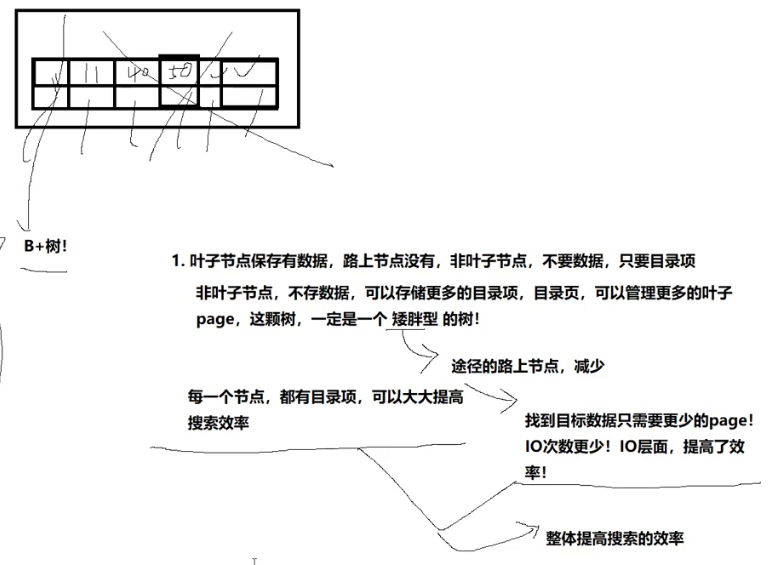 11 40 50
B+树！
1. 叶子节点保存有数据，路上节点没有，非叶子节点，不要数据，只要目录项
非叶子节点，不存数据，可以存储更多的目录项，目录页，可以管理更多的叶子
page，这颗树，一定是一个 矮胖型 的树！
途径的路上节点，减少
每一个节点，都有目录项，可以大大提高
搜索效率
找到目标数据只需要更少的page！
IO次数更少！IO层面，提高了效
率！
整体提高搜索的效率